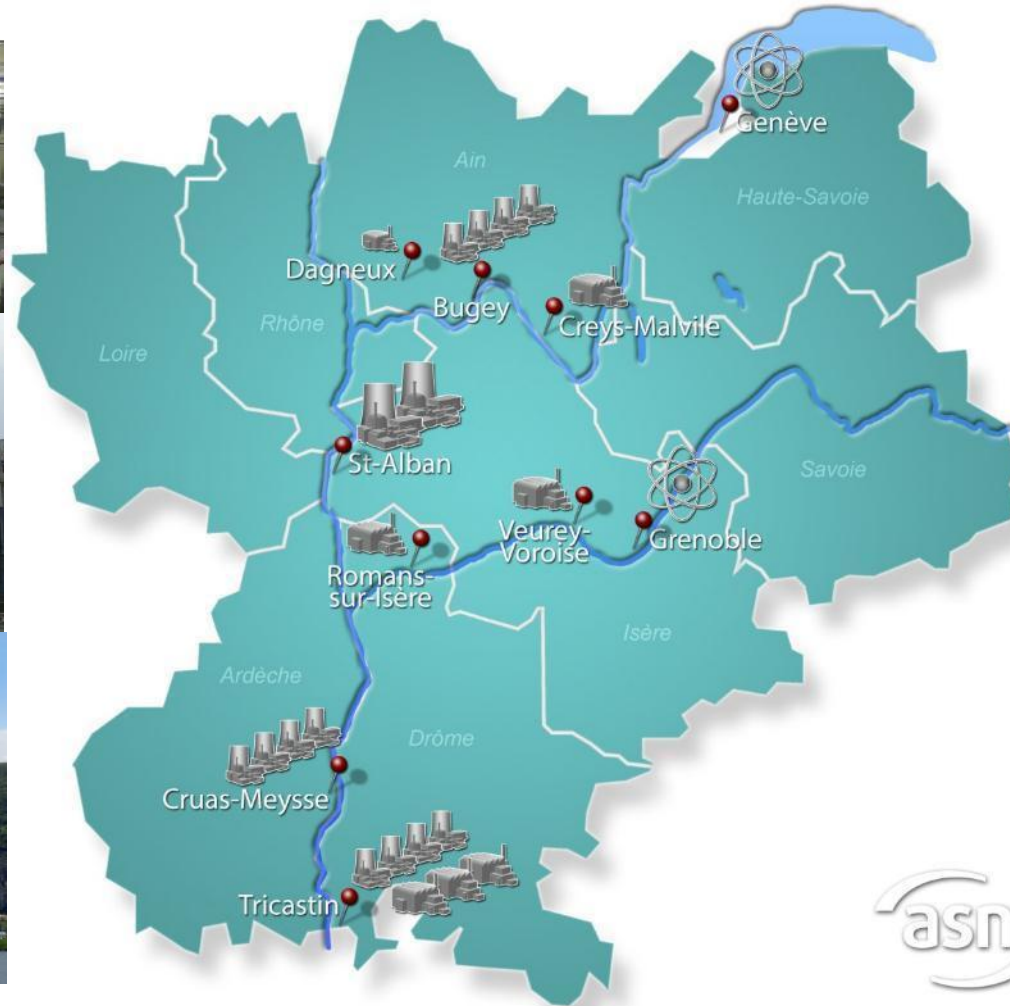 Genève
Ain
Haute-Savoie
Dagneux
Bugey
Rhône
Creys-Malvile
Loire
St-Alban
Savoie
Veurey-
Voroise
Grenoble
Romans-
sur-Isère
Isère
Ardèche
Drôme
Cruas-Meysse
Tricastin
asn